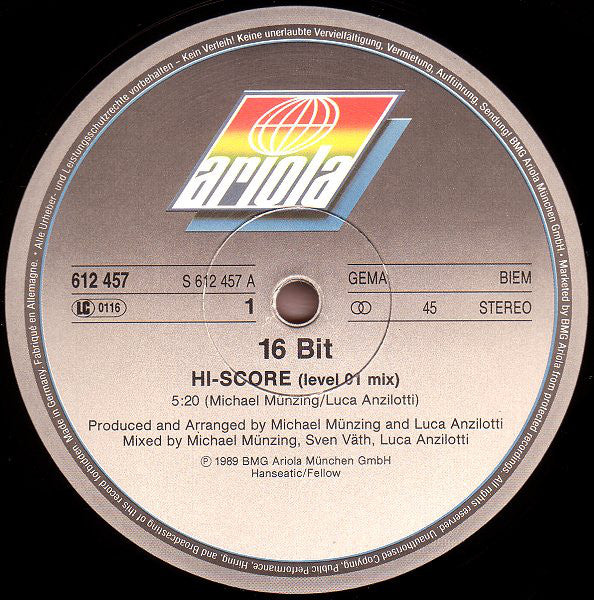 Alle Urheber- und Leistungsschutzrechte vorbehalten – Kein Verleih! Keine unerlaubte Vervielfältigung, Vermietung, Aufführung, Sendung! BMG Ariola München GmbH •
Marketed by BMG Ariola München GmbH
from protected recordings. All rights reserved. Unauthorised Copying, Public Performance, Hiring, and Broadcasting of this record forbidden. Made in Germany. Fabriqué en Allemagne. •
ariola
612 457 S 612 457 A GEMA BIEM
LC 0116 1 45 STEREO
16 Bit
HI-SCORE (level 01 mix)
5:20 (Michael Münzing/Luca Anzilotti)
Produced and Arranged by Michael Münzing and Luca Anzilotti
Mixed by Michael Münzing, Sven Väth, Luca Anzilotti
Ⓟ 1989 BMG Ariola München GmbH
Hanseatic/Fellow